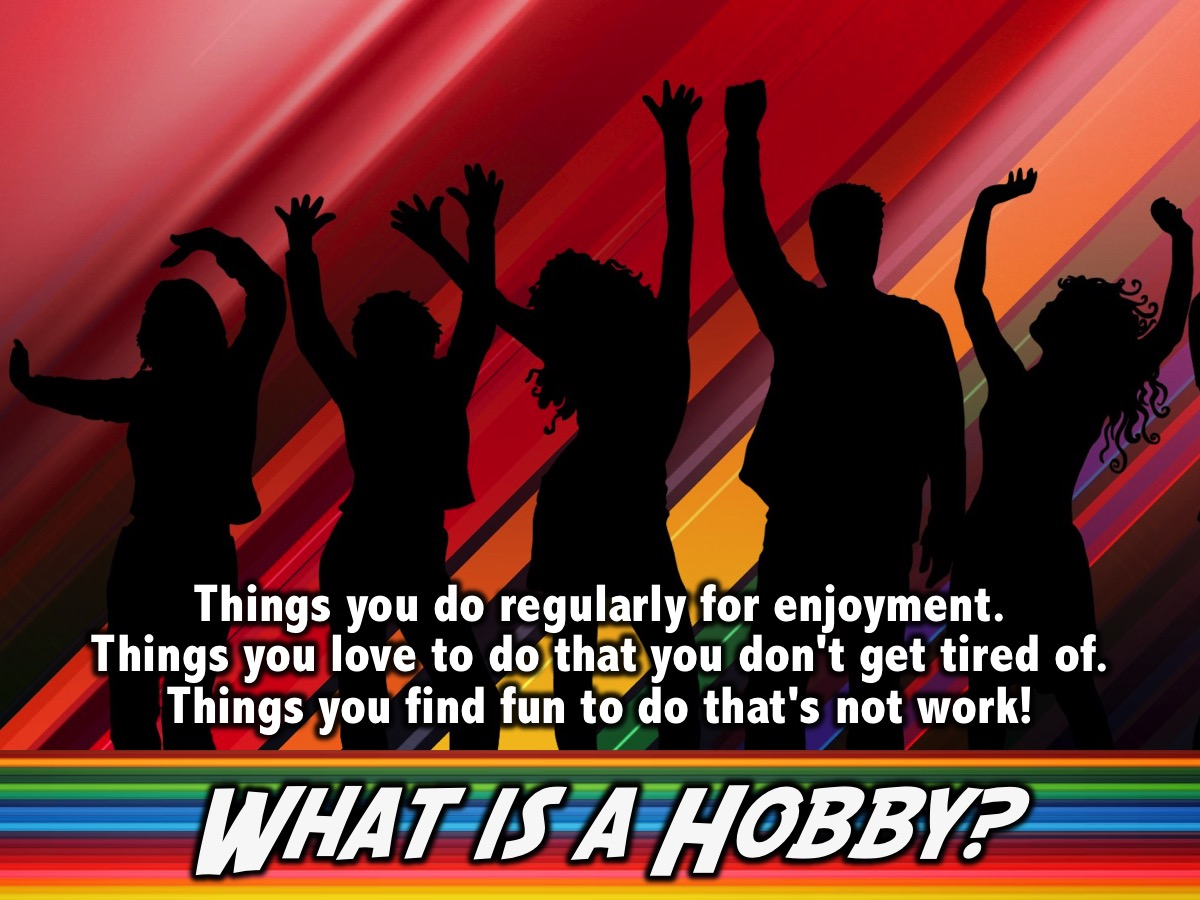 Things you do regularly for enjoyment.
Things you love to do that you don't get tired of.
Things you find fun to do that's not work!
What is a Hobby?